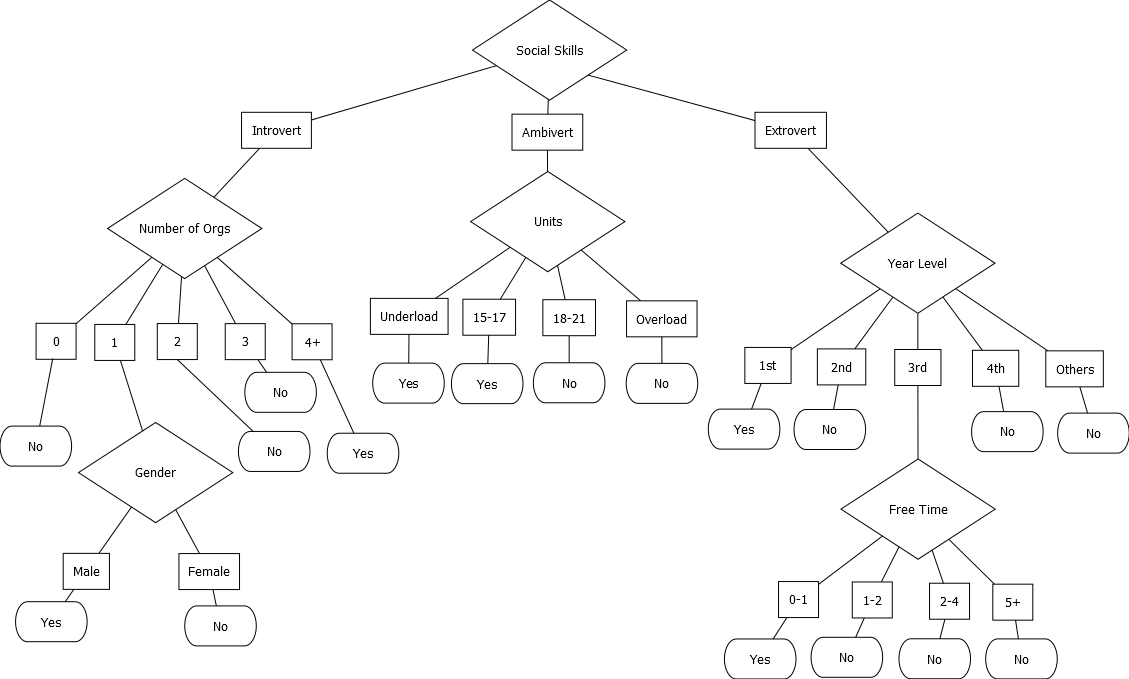 Social Skills
Introvert
Ambivert
Extrovert
Number of Orgs
Units
Year Level
0
1
2
3
4+
Underload
15-17
18-21
Overload
1st
2nd
3rd
4th
Others
No
Yes
Yes
No
No
No
No
Yes
Yes
No
No
No
Gender
Free Time
Male
Female
0-1
1-2
2-4
5+
Yes
No
Yes
No
No
No